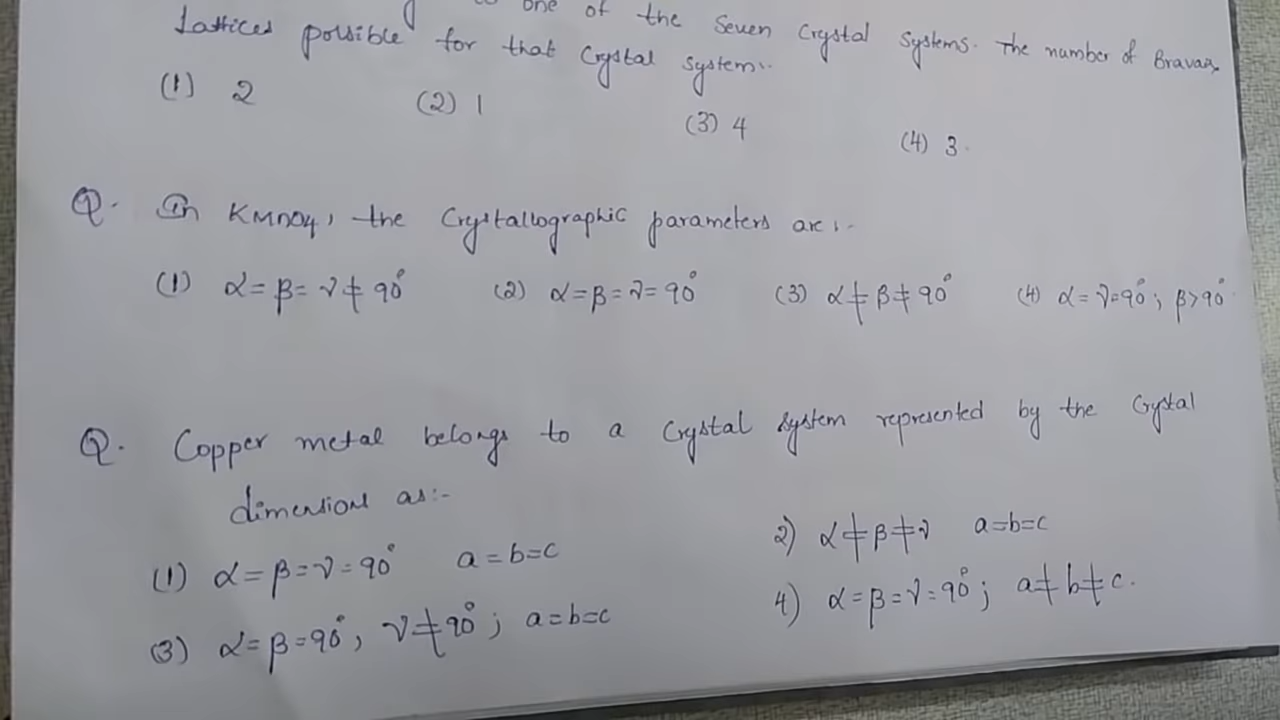 one of the Seven Crystal Systems. The number of Bravais
Lattices possible for that Crystal system:-
(1) 2 (2) 1 (3) 4 (4) 3.
Q. In KMnO4, the Crystallographic parameters are :-
(1) α=β=γ≠90° (2) α=β=γ=90° (3) α≠β≠90° (4) α=γ=90°; β>90°
Q. Copper metal belongs to a Crystal system represented by the Crystal
dimension as:-
(1) α=β=γ=90° a=b=c 2) α≠β≠γ a=b=c
(3) α=β=90°, γ≠90°; a=b=c 4) α=β=γ=90°; a≠b≠c.